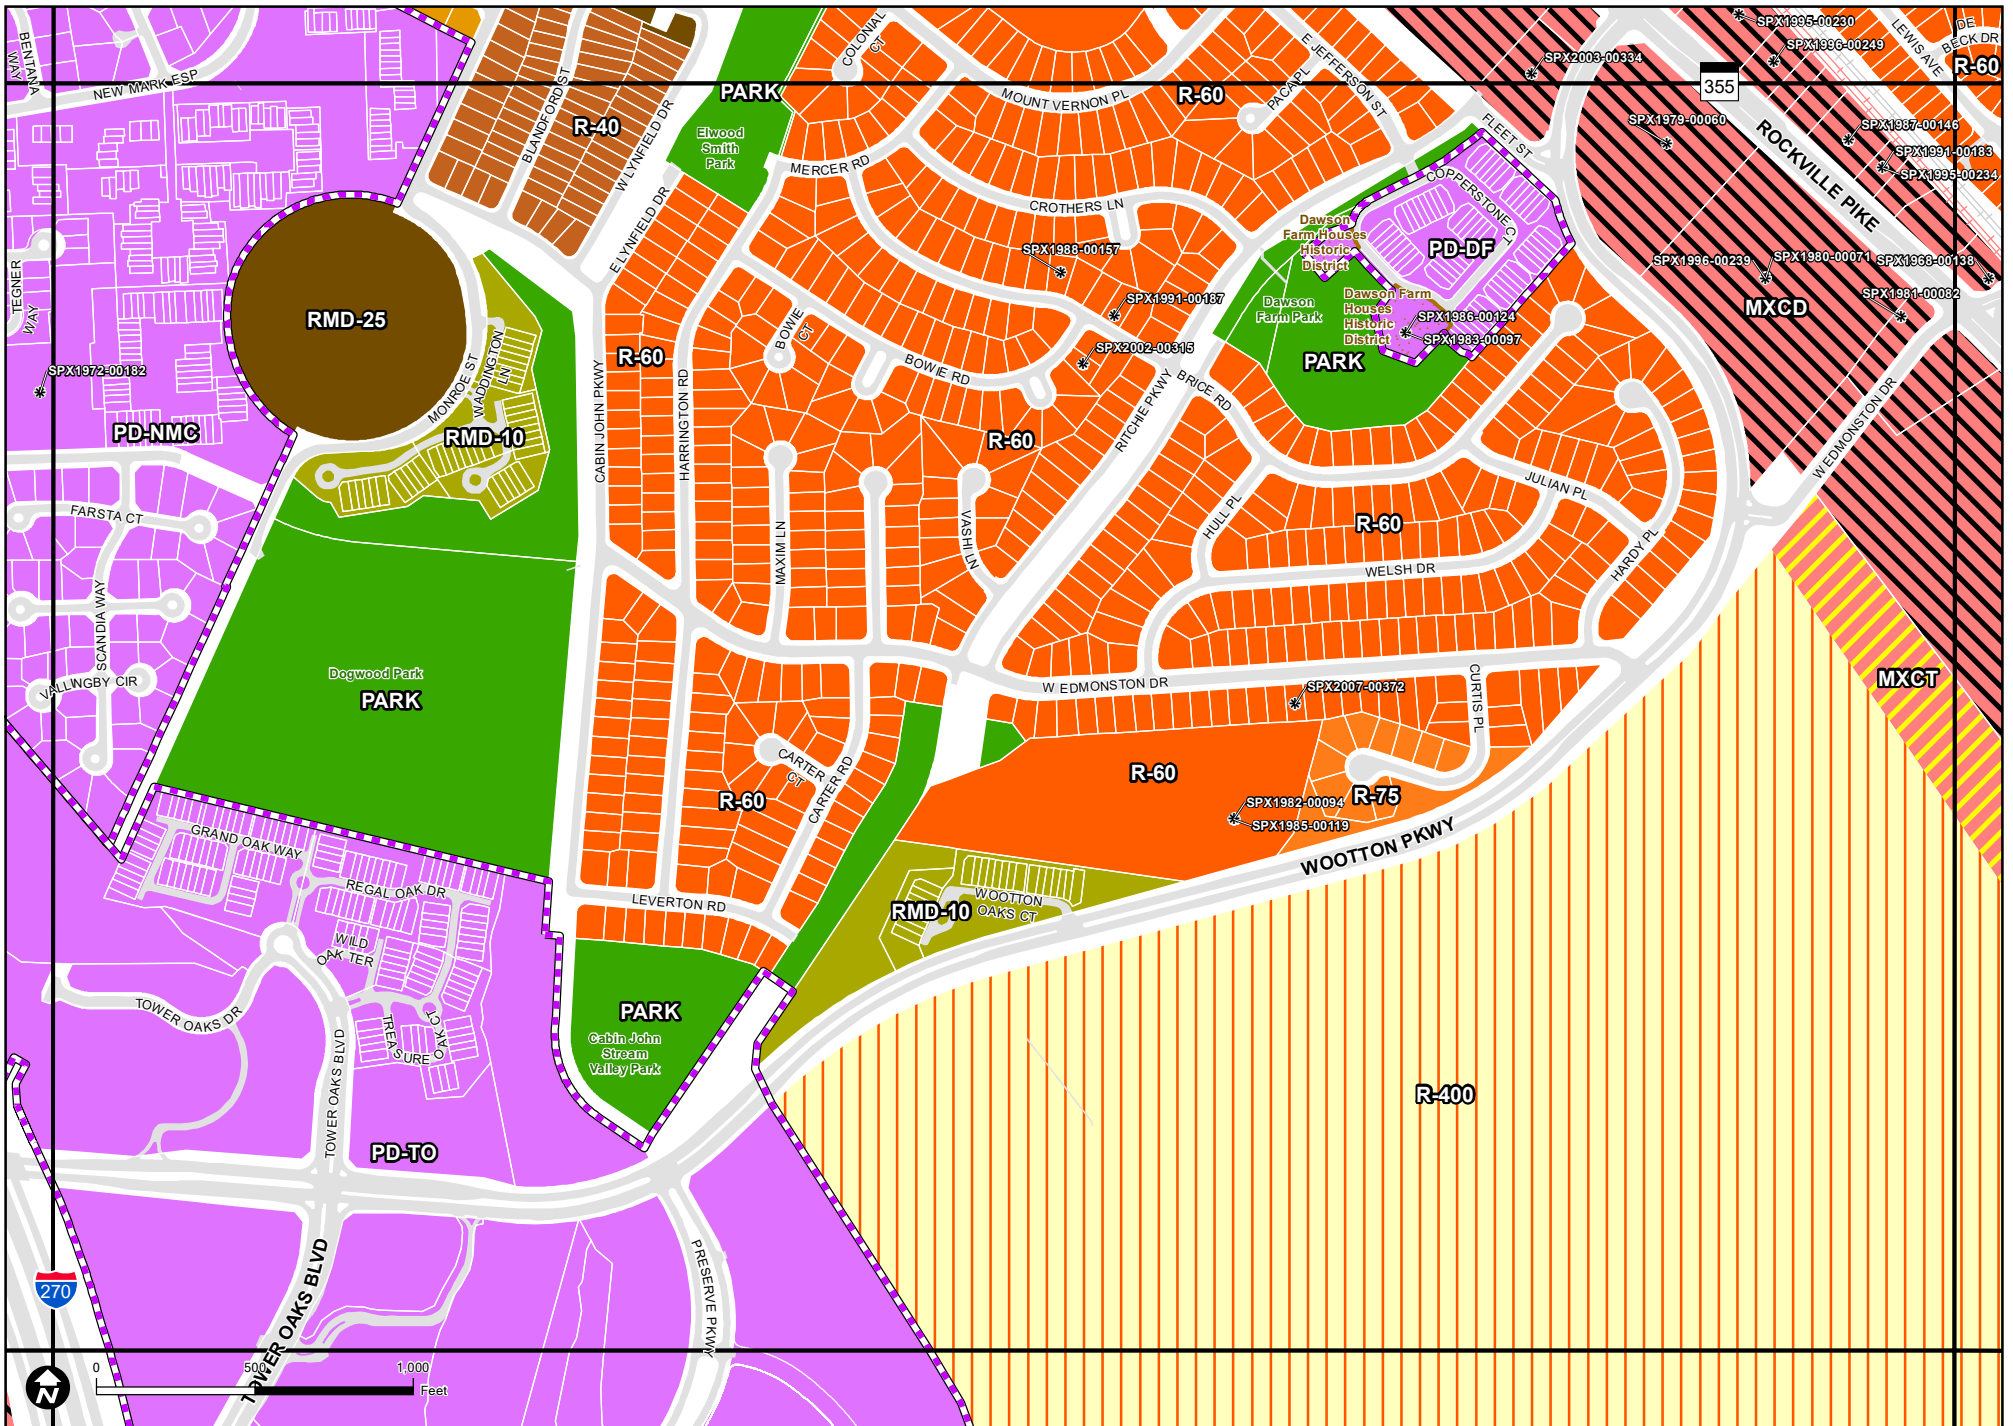 BENTANA
WAY
NEW MARK ESP
BLANDFORD ST
R-40
W LYNFIELD DR
E LYNFIELD DR
PARK
Elwood
Smith
Park
COLONIAL
CT
MERCER RD
MOUNT VERNON PL
R-60
PACA PL
E JEFFERSON ST
FLEET ST
CROTHERS LN
SPX2003-00334
SPX1995-00230
SPX1996-00249
LEWIS AVE
DE
BECK DR
R-60
355
ROCKVILLE PIKE
SPX1979-00060
SPX1987-00146
SPX1991-00183
SPX1995-00234
COPPERSTONE CT
PD-DF
Dawson
Farm Houses
Historic
District
SPX1988-00157
SPX1991-00187
SPX2002-00315
Dawson
Farm Park
Dawson Farm
Houses
Historic
District
SPX1986-00124
SPX1983-00097
PARK
SPX1996-00239
SPX1980-00071
SPX1968-00138
SPX1981-00082
MXCD
W EDMONSTON DR
TEGNER
WAY
SPX1972-00182
PD-NMC
RMD-25
MONROE ST
WADDINGTON
LN
RMD-10
CABIN JOHN PKWY
R-60
HARRINGTON RD
BOWIE
CT
BOWIE RD
R-60
RITCHIE PKWY
BRICE RD
MAXIM LN
VASHI LN
HULL PL
R-60
JULIAN PL
HARDY PL
WELSH DR
FARSTA CT
SCANDIA WAY
VALLINGBY CIR
Dogwood Park
PARK
W EDMONSTON DR
SPX2007-00372
CURTIS PL
MXCT
CARTER
CT
CARTER RD
R-60
R-60
R-75
SPX1982-00094
SPX1985-00119
WOOTTON PKWY
GRAND OAK WAY
REGAL OAK DR
WILD
OAK TER
LEVERTON RD
RMD-10
WOOTTON
OAKS CT
TOWER OAKS DR
TREASURE OAK CT
TOWER OAKS BLVD
PARK
Cabin John
Stream
Valley Park
R-400
PD-TO
PRESERVE PKWY
TOWER OAKS BLVD
270
N
0
500
1,000
Feet